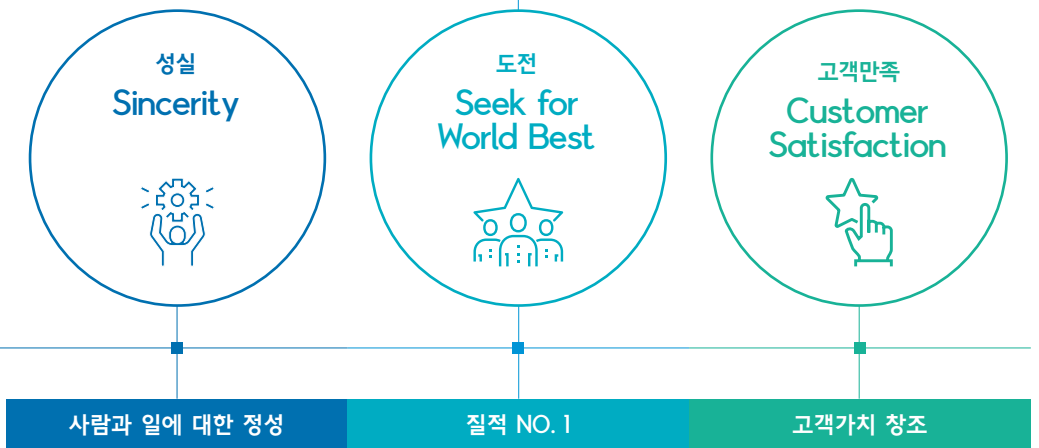 성실
Sincerity
도전
Seek for
World Best
고객만족
Customer
Satisfaction
사람과 일에 대한 정성
질적 NO. 1
고객가치 창조